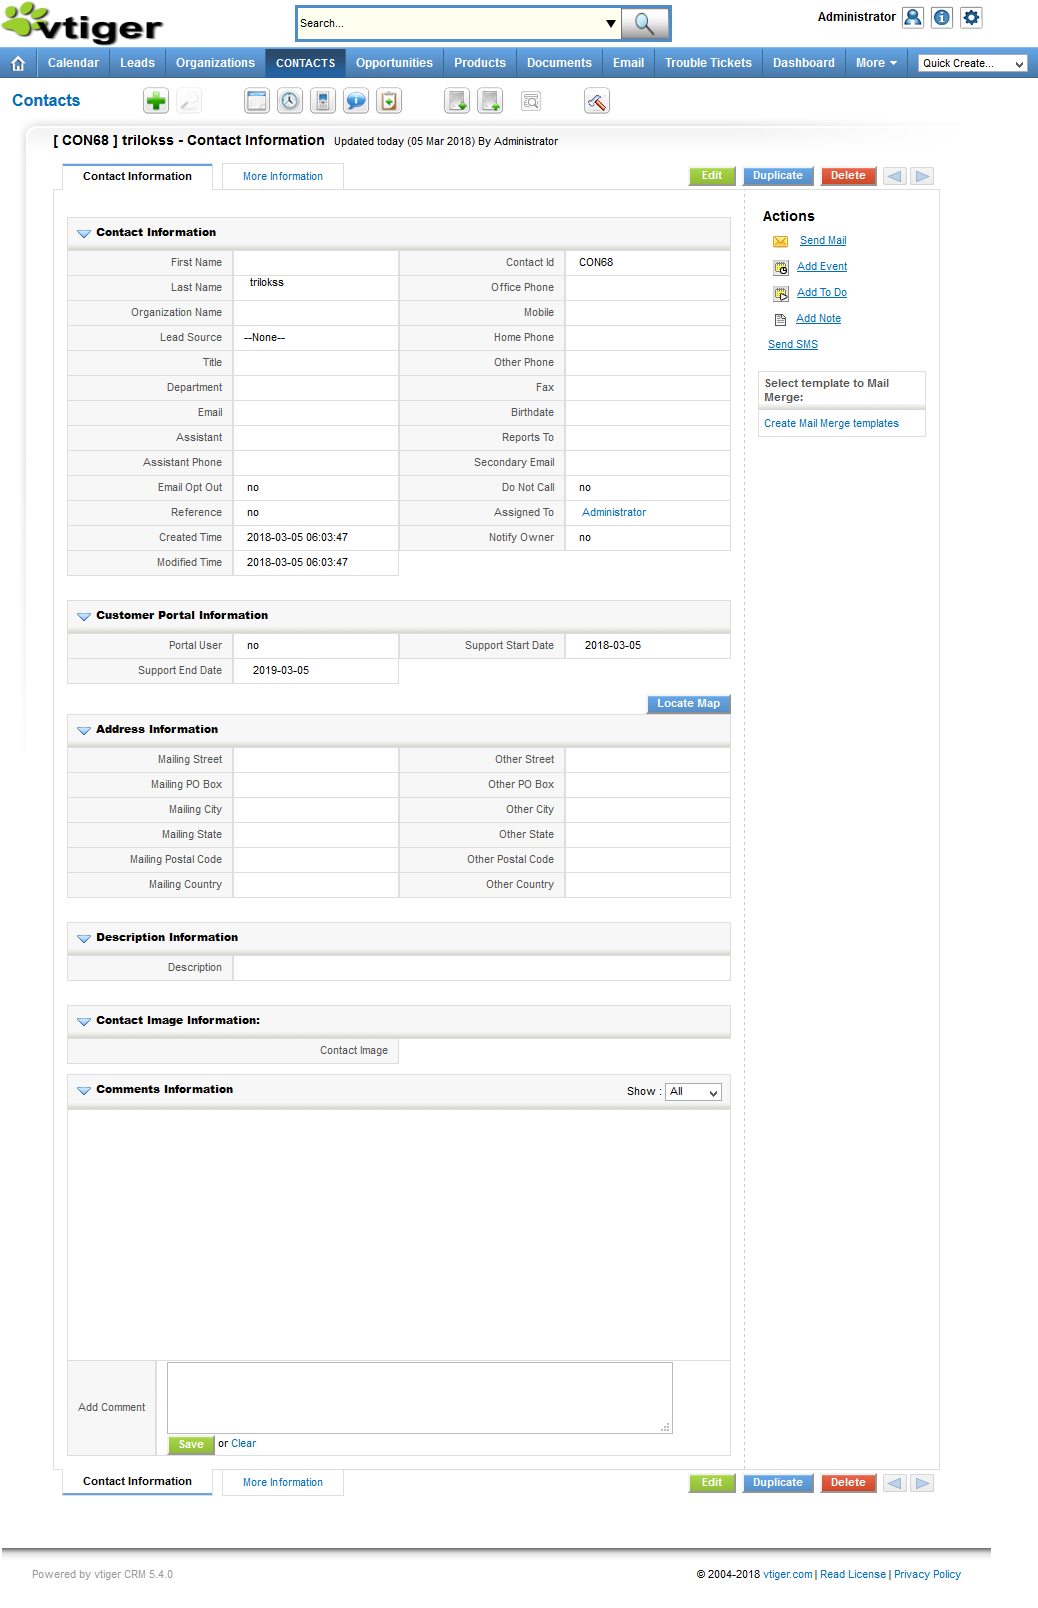 vtiger
Search...
Administrator
Calendar Leads Organizations CONTACTS Opportunities Products Documents Email Trouble Tickets Dashboard More Quick Create...
Contacts
[ CON68 ] trilokss - Contact Information Updated today (05 Mar 2018) By Administrator
Contact Information More Information Edit Duplicate Delete
Contact Information
First Name Contact Id CON68
Last Name trilokss Office Phone
Organization Name Mobile
Lead Source --None-- Home Phone
Title Other Phone
Department Fax
Email Birthdate
Assistant Reports To
Assistant Phone Secondary Email
Email Opt Out no Do Not Call no
Reference no Assigned To Administrator
Created Time 2018-03-05 06:03:47 Notify Owner no
Modified Time 2018-03-05 06:03:47
Actions
Send Mail
Add Event
Add To Do
Add Note
Send SMS
Select template to Mail
Merge:
Create Mail Merge templates
Customer Portal Information
Portal User no Support Start Date 2018-03-05
Support End Date 2019-03-05
Locate Map
Address Information
Mailing Street Other Street
Mailing PO Box Other PO Box
Mailing City Other City
Mailing State Other State
Mailing Postal Code Other Postal Code
Mailing Country Other Country
Description Information
Description
Contact Image Information:
Contact Image
Comments Information Show : All
Add Comment
Save or Clear
Contact Information More Information Edit Duplicate Delete
Powered by vtiger CRM 5.4.0 © 2004-2018 vtiger.com | Read License | Privacy Policy